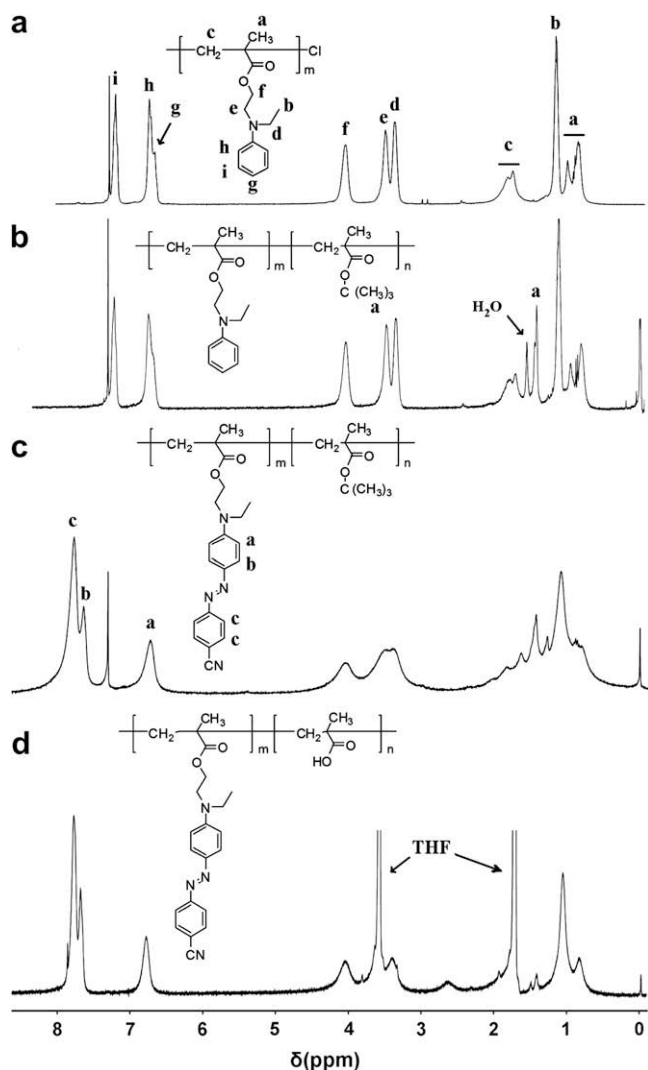 a
c
a
CH₂
CH₃
Cl
m
O
O
f
e
b
N
d
h
i
g
i
h
g
f
e
d
c
b
a
b
CH₂
CH₃
CH₂
CH₃
m
n
O
O
O
O
C(CH₃)₃
N
a
H₂O
a
c
CH₂
CH₃
CH₂
CH₃
m
n
O
O
O
O
C(CH₃)₃
N
a
b
N
N
c
c
CN
c
b
a
d
CH₂
CH₃
CH₂
CH₃
m
n
O
O
HO
O
N
N
N
CN
THF
8 7 6 5 4 3 2 1 0
δ(ppm)